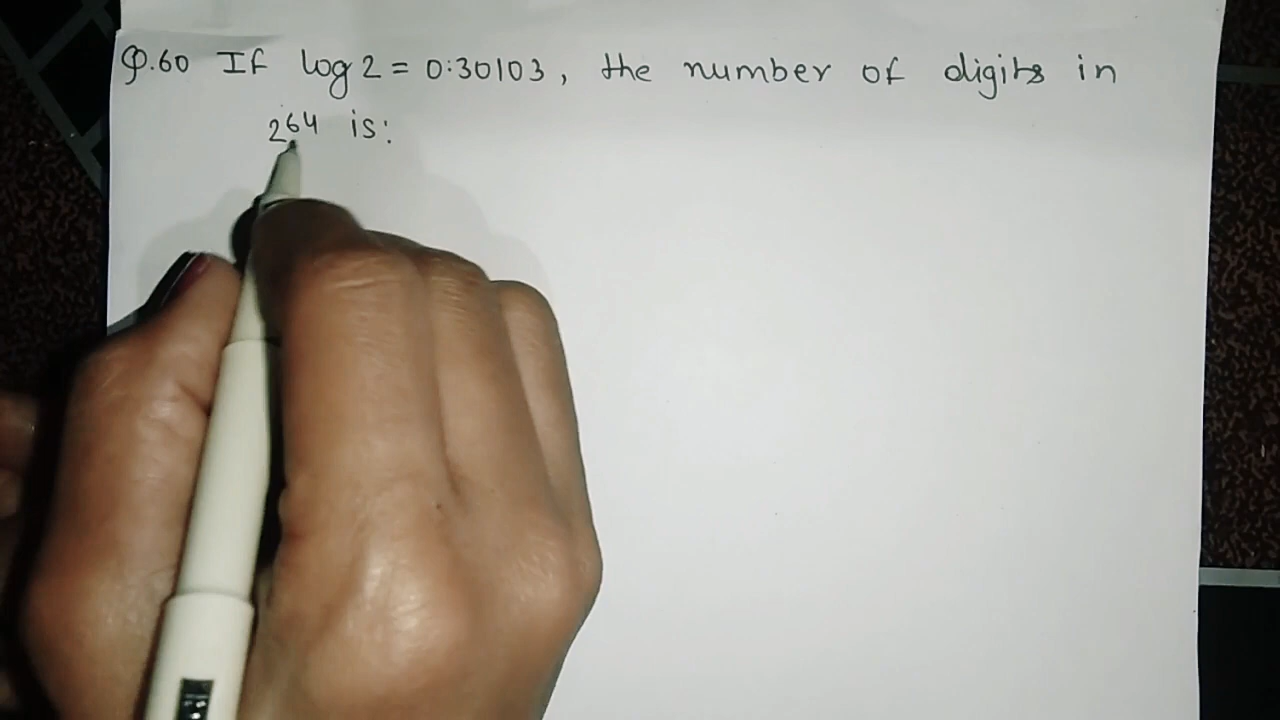 Q.60 If log 2 = 0:30103, the number of digits in
2⁶⁴ is: